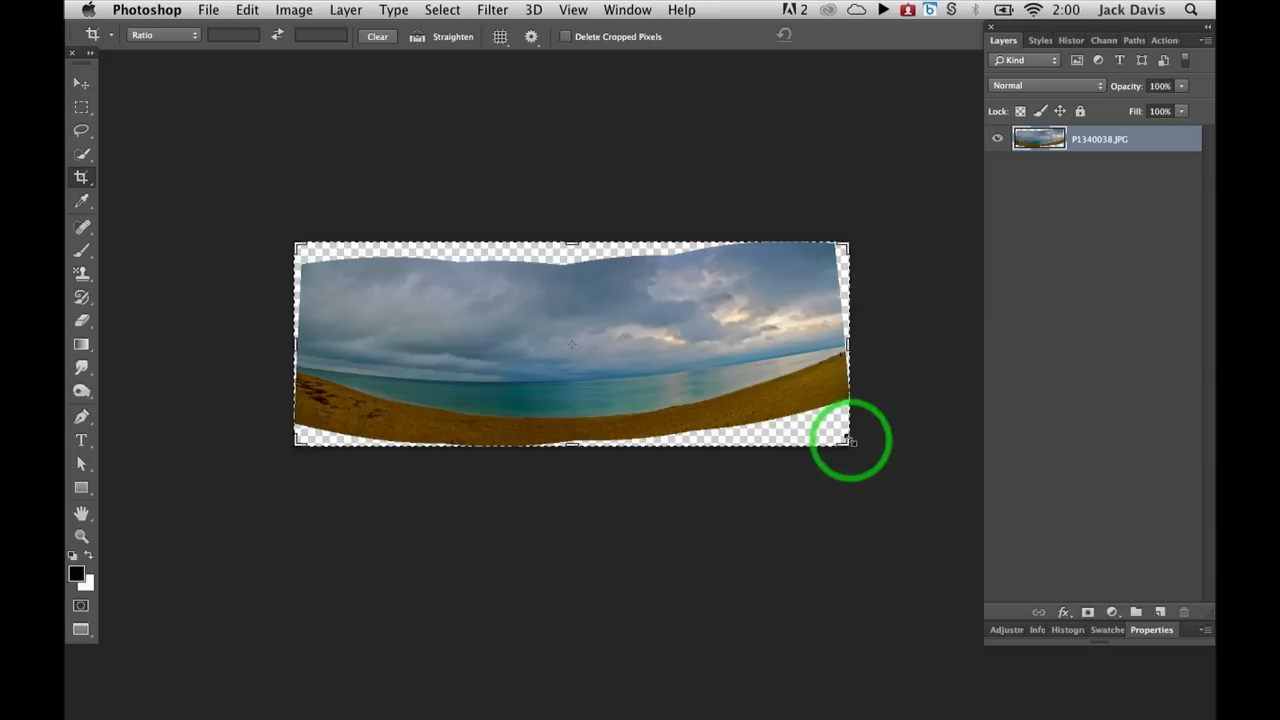 Photoshop File Edit Image Layer Type Select Filter 3D View Window Help 2 2:00 Jack Davis
Ratio Clear Straighten Delete Cropped Pixels
Layers Styles Histor Chann Paths Action
Kind T
Normal Opacity: 100%
Lock: Fill: 100%
P1340038.JPG
T
fx
Adjustm Info Histogr Swatche Properties